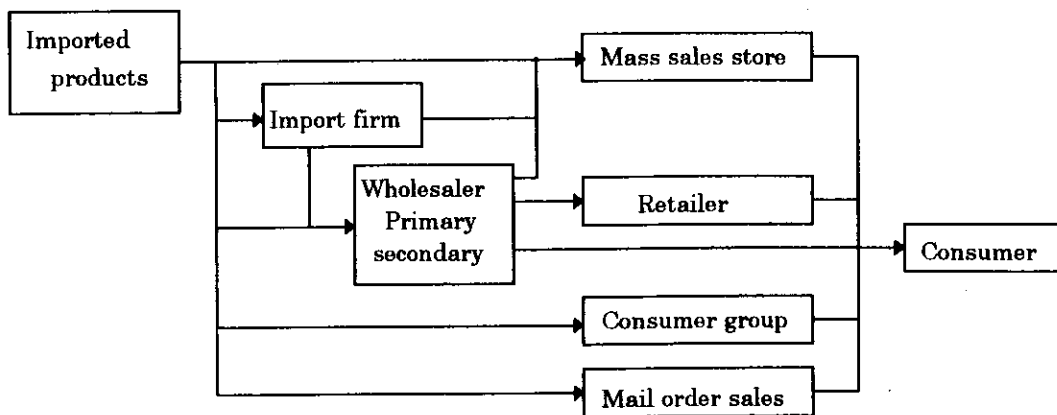 Imported
products
Mass sales store
Import firm
Wholesaler
Primary
secondary
Retailer
Consumer
Consumer group
Mail order sales